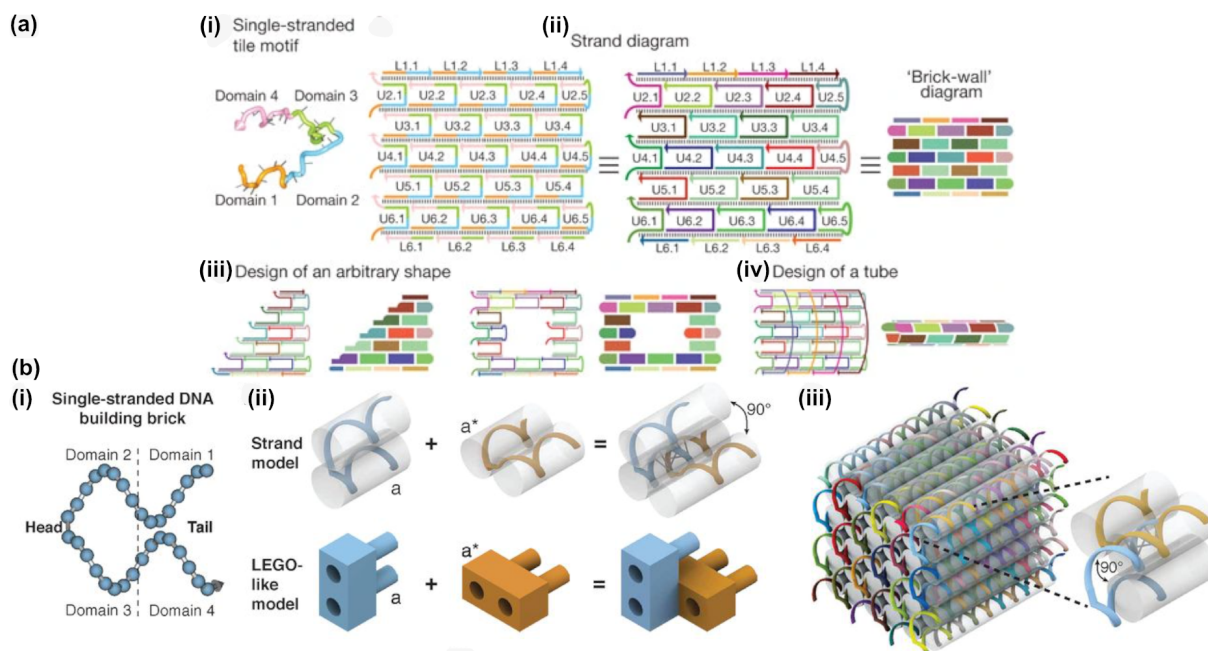 (a)
(i) Single-stranded
tile motif
Domain 4 Domain 3
Domain 1 Domain 2
L1.1 L1.2 L1.3 L1.4
U2.1 U2.2 U2.3 U2.4 U2.5
U3.1 U3.2 U3.3 U3.4
U4.1 U4.2 U4.3 U4.4 U4.5
U5.1 U5.2 U5.3 U5.4
U6.1 U6.2 U6.3 U6.4 U6.5
L6.1 L6.2 L6.3 L6.4
≡
(ii) Strand diagram
L1.1 L1.2 L1.3 L1.4
U2.1 U2.2 U2.3 U2.4 U2.5
U3.1 U3.2 U3.3 U3.4
U4.1 U4.2 U4.3 U4.4 U4.5
U5.1 U5.2 U5.3 U5.4
U6.1 U6.2 U6.3 U6.4 U6.5
L6.1 L6.2 L6.3 L6.4
≡
'Brick-wall'
diagram
(iii) Design of an arbitrary shape
(iv) Design of a tube
(b)
(i) Single-stranded DNA
building brick
Domain 2 Domain 1
Head Tail
Domain 3 Domain 4
(ii)
Strand
model
a + a* = 90°
LEGO-
like model
a + a* =
(iii)
90°